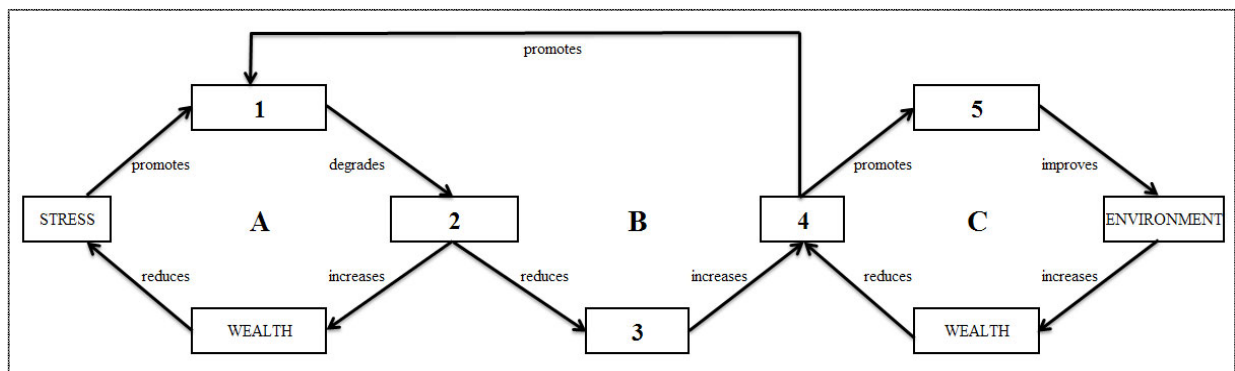 promotes
1
5
promotes
degrades
promotes
improves
STRESS
A
2
B
4
C
ENVIRONMENT
reduces
increases
reduces
increases
reduces
increases
WEALTH
3
WEALTH